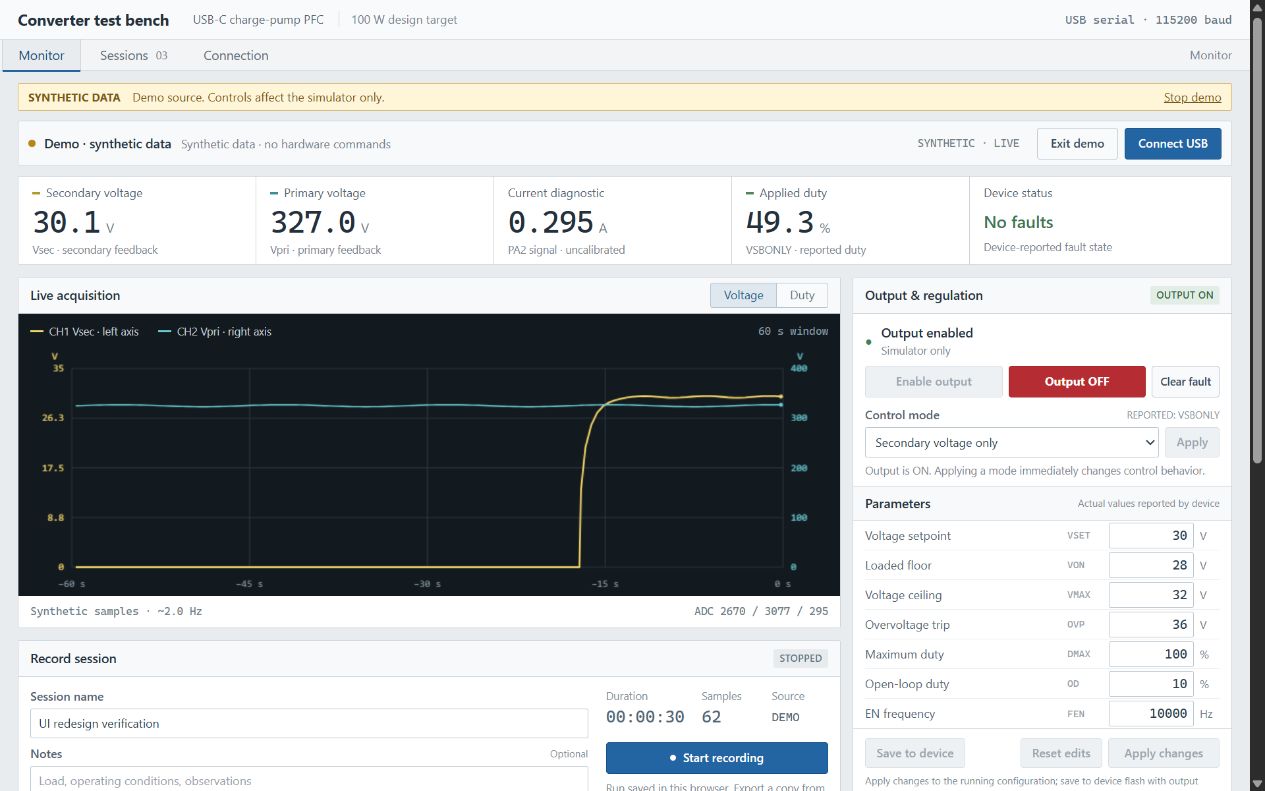 Converter test bench USB-C charge-pump PFC 100 W design target USB serial · 115200 baud
Monitor Sessions 03 Connection Monitor
SYNTHETIC DATA Demo source. Controls affect the simulator only. Stop demo
Demo · synthetic data Synthetic data · no hardware commands SYNTHETIC · LIVE Exit demo Connect USB
Secondary voltage
30.1 V
Vsec · secondary feedback
Primary voltage
327.0 V
Vpri · primary feedback
Current diagnostic
0.295 A
PA2 signal · uncalibrated
Applied duty
49.3 %
VSBONLY · reported duty
Device status
No faults
Device-reported fault state
Live acquisition Voltage Duty
CH1 Vsec · left axis CH2 Vpri · right axis 60 s window
V V
35 400
26.3 300
17.5 200
8.8 100
0 0
-60 s -45 s -30 s -15 s 0 s
Synthetic samples · ~2.0 Hz ADC 2670 / 3077 / 295
Record session STOPPED
Session name
UI redesign verification
Notes Optional
Load, operating conditions, observations
Duration Samples Source
00:00:30 62 DEMO
Start recording
Run saved in this browser. Export a copy from
Output & regulation OUTPUT ON
Output enabled
Simulator only
Enable output Output OFF Clear fault
Control mode REPORTED: VSBONLY
Secondary voltage only Apply
Output is ON. Applying a mode immediately changes control behavior.
Parameters Actual values reported by device
Voltage setpoint VSET 30 V
Loaded floor VON 28 V
Voltage ceiling VMAX 32 V
Overvoltage trip OVP 36 V
Maximum duty DMAX 100 %
Open-loop duty OD 10 %
EN frequency FEN 10000 Hz
Save to device Reset edits Apply changes
Apply changes to the running configuration; save to device flash with output